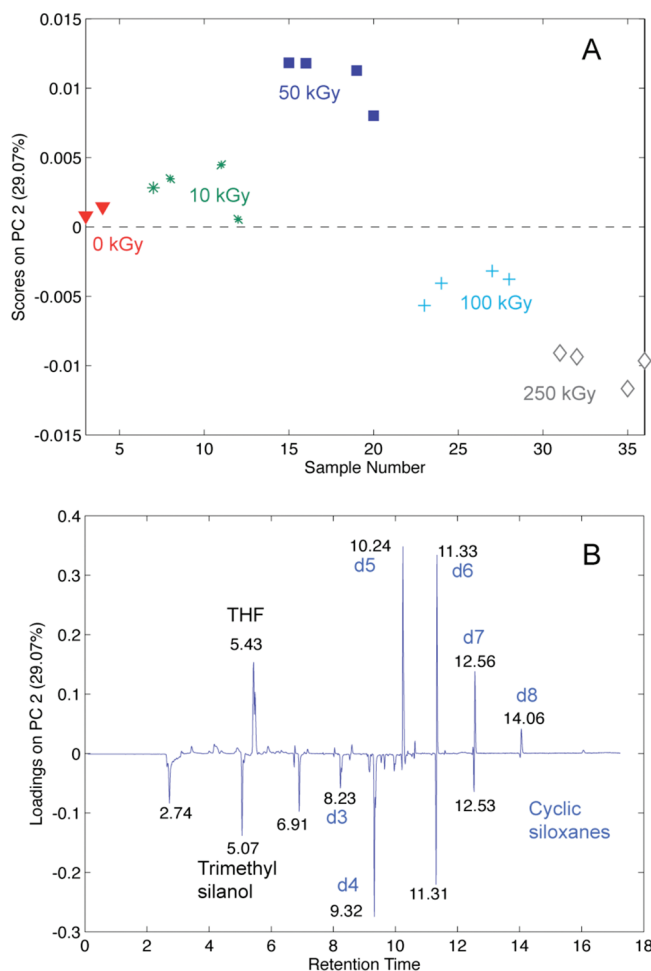 A
Scores on PC 2 (29.07%)
0.015
0.01
0.005
0
-0.005
-0.01
-0.015
50 kGy
10 kGy
0 kGy
100 kGy
250 kGy
5
10
15
20
25
30
35
Sample Number
B
Loadings on PC 2 (29.07%)
0.4
0.3
0.2
0.1
0
-0.1
-0.2
-0.3
10.24
11.33
d5
d6
THF
5.43
d7
12.56
d8
14.06
2.74
8.23
6.91
d3
12.53
Cyclic
siloxanes
5.07
Trimethyl
silanol
d4
9.32
11.31
0
2
4
6
8
10
12
14
16
18
Retention Time